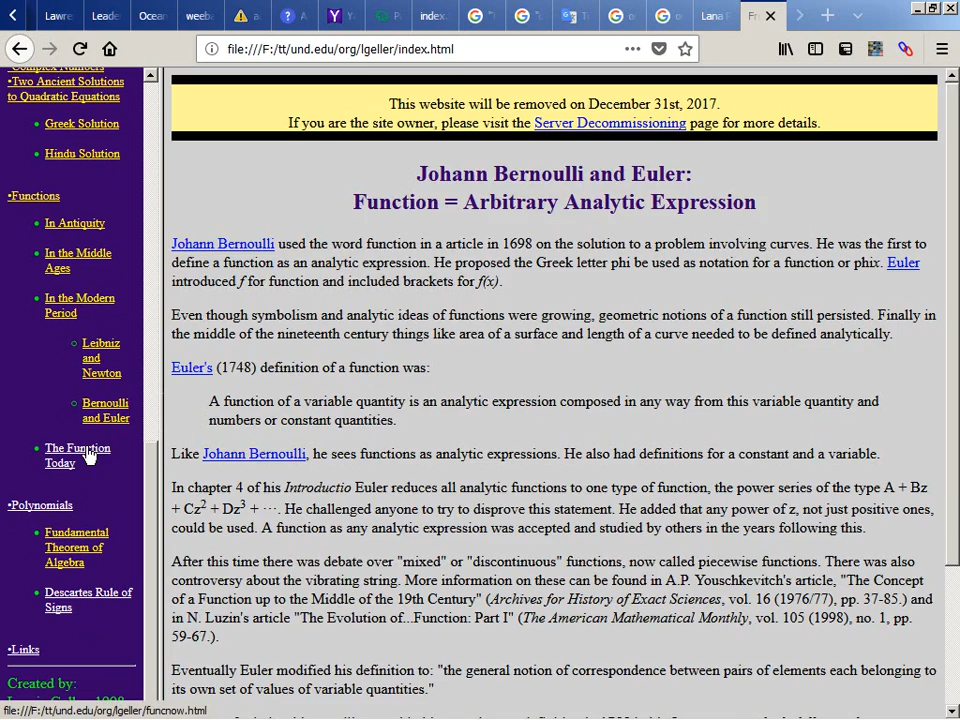 Lawre
Leade
Ocean
weeba
a
A
Y
P
index.
"
"
T
o
o
Lana
F
file:///F:/tt/und.edu/org/lgeller/index.html
•Complex Numbers
•Two Ancient Solutions
to Quadratic Equations
Greek Solution
Hindu Solution
•Functions
In Antiquity
In the Middle
Ages
In the Modern
Period
Leibniz
and
Newton
Bernoulli
and Euler
The Function
Today
•Polynomials
Fundamental
Theorem of
Algebra
Descartes Rule of
Signs
•Links
Created by:
file:///F:/tt/und.edu/org/lgeller/funcnow.html
This website will be removed on December 31st, 2017.
If you are the site owner, please visit the Server Decommissioning page for more details.
Johann Bernoulli and Euler:
Function = Arbitrary Analytic Expression
Johann Bernoulli used the word function in a article in 1698 on the solution to a problem involving curves. He was the first to
define a function as an analytic expression. He proposed the Greek letter phi be used as notation for a function or phix. Euler
introduced f for function and included brackets for f(x).
Even though symbolism and analytic ideas of functions were growing, geometric notions of a function still persisted. Finally in
the middle of the nineteenth century things like area of a surface and length of a curve needed to be defined analytically.
Euler's (1748) definition of a function was:
A function of a variable quantity is an analytic expression composed in any way from this variable quantity and
numbers or constant quantities.
Like Johann Bernoulli, he sees functions as analytic expressions. He also had definitions for a constant and a variable.
In chapter 4 of his Introductio Euler reduces all analytic functions to one type of function, the power series of the type A + Bz
+ Cz² + Dz³ + ···. He challenged anyone to try to disprove this statement. He added that any power of z, not just positive ones,
could be used. A function as any analytic expression was accepted and studied by others in the years following this.
After this time there was debate over "mixed" or "discontinuous" functions, now called piecewise functions. There was also
controversy about the vibrating string. More information on these can be found in A.P. Youschkevitch's article, "The Concept
of a Function up to the Middle of the 19th Century" (Archives for History of Exact Sciences, vol. 16 (1976/77), pp. 37-85.) and
in N. Luzin's article "The Evolution of...Function: Part I" (The American Mathematical Monthly, vol. 105 (1998), no. 1, pp.
59-67.).
Eventually Euler modified his definition to: "the general notion of correspondence between pairs of elements each belonging to
its own set of values of variable quantities."